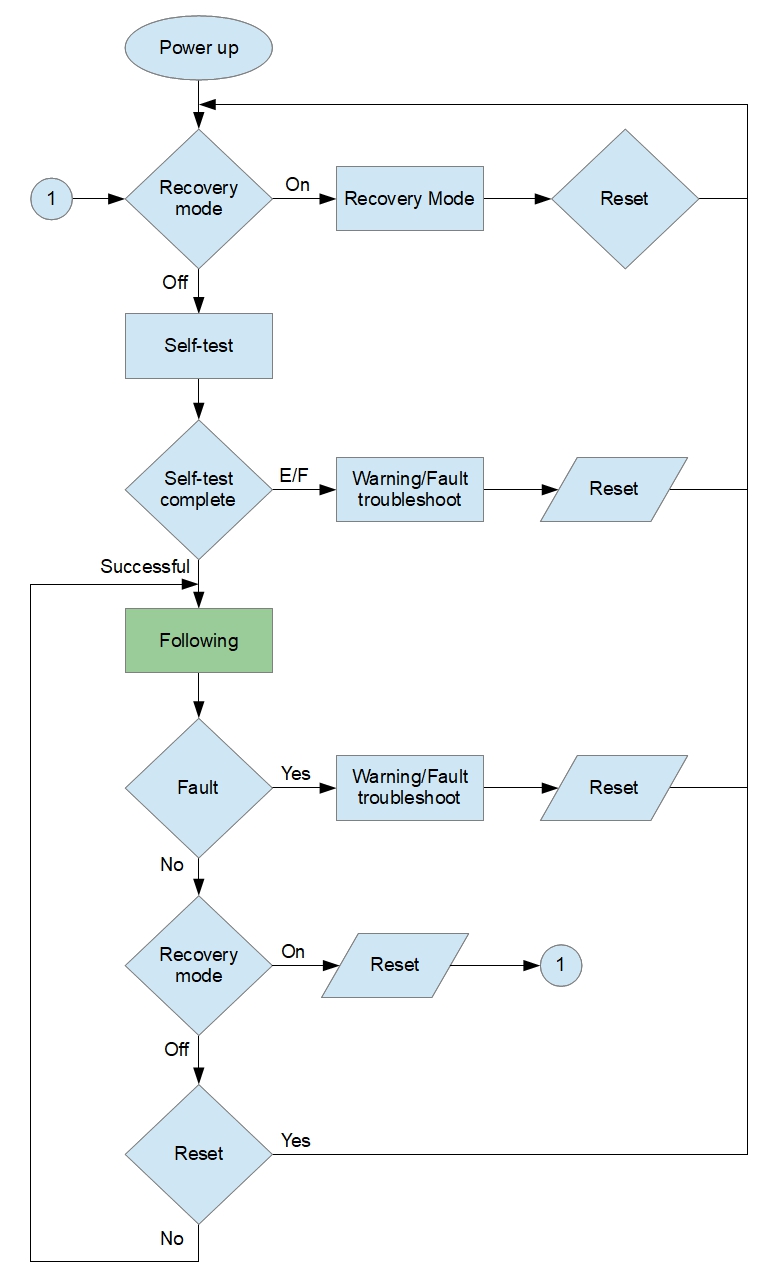 Power up
1
Recovery
mode
On
Recovery Mode
Reset
Off
Self-test
Self-test
complete
E/F
Warning/Fault
troubleshoot
Reset
Successful
Following
Fault
Yes
Warning/Fault
troubleshoot
Reset
No
Recovery
mode
On
Reset
1
Off
Reset
Yes
No